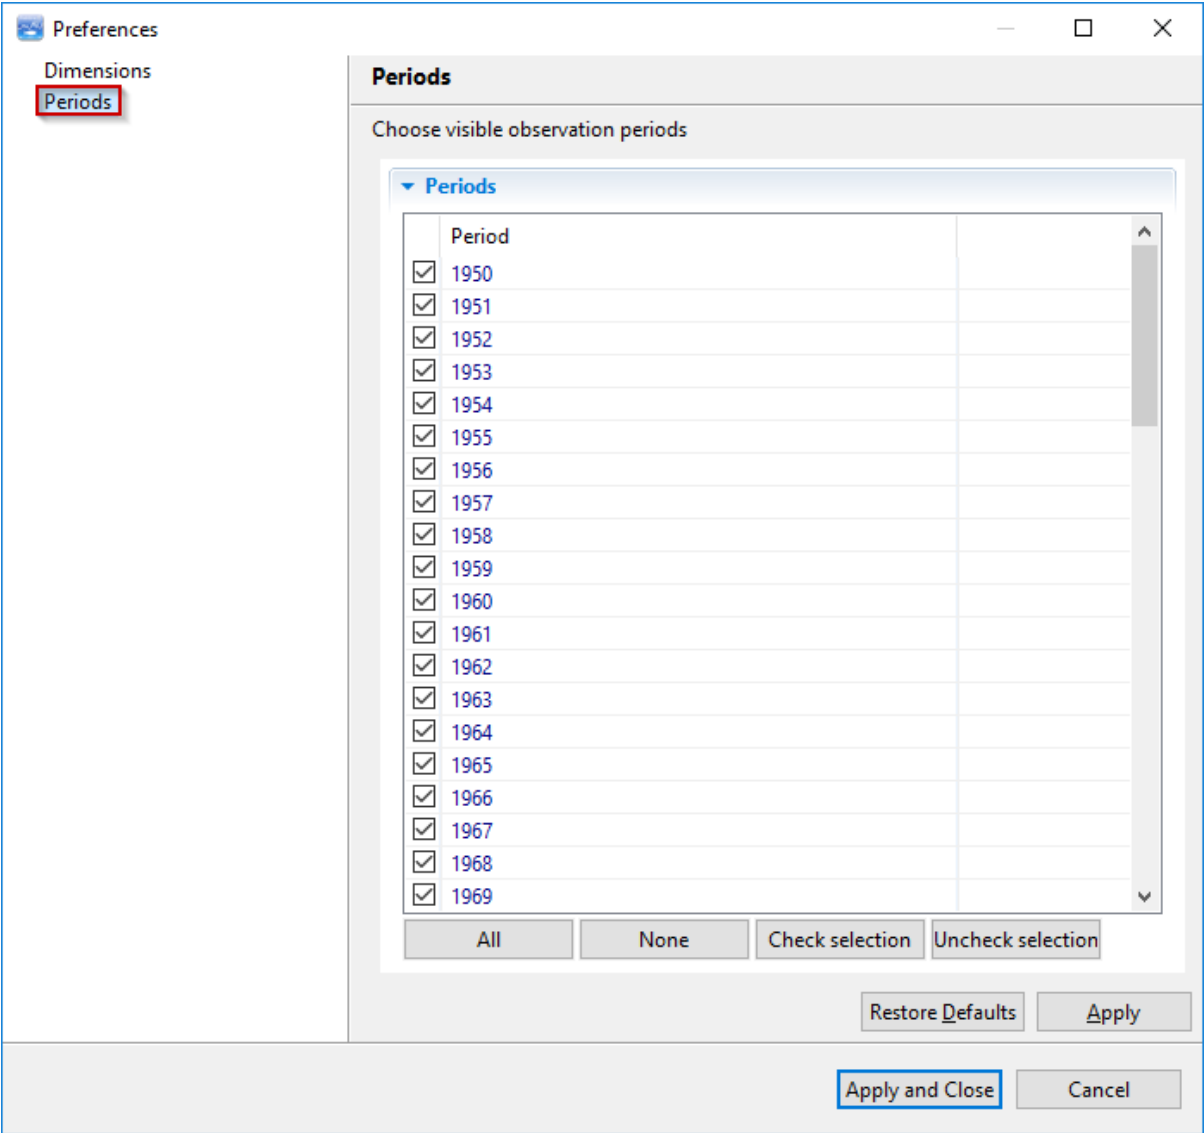 Preferences
Dimensions
Periods
Periods
Choose visible observation periods
Periods
Period
1950
1951
1952
1953
1954
1955
1956
1957
1958
1959
1960
1961
1962
1963
1964
1965
1966
1967
1968
1969
All None Check selection Uncheck selection
Restore Defaults Apply
Apply and Close Cancel